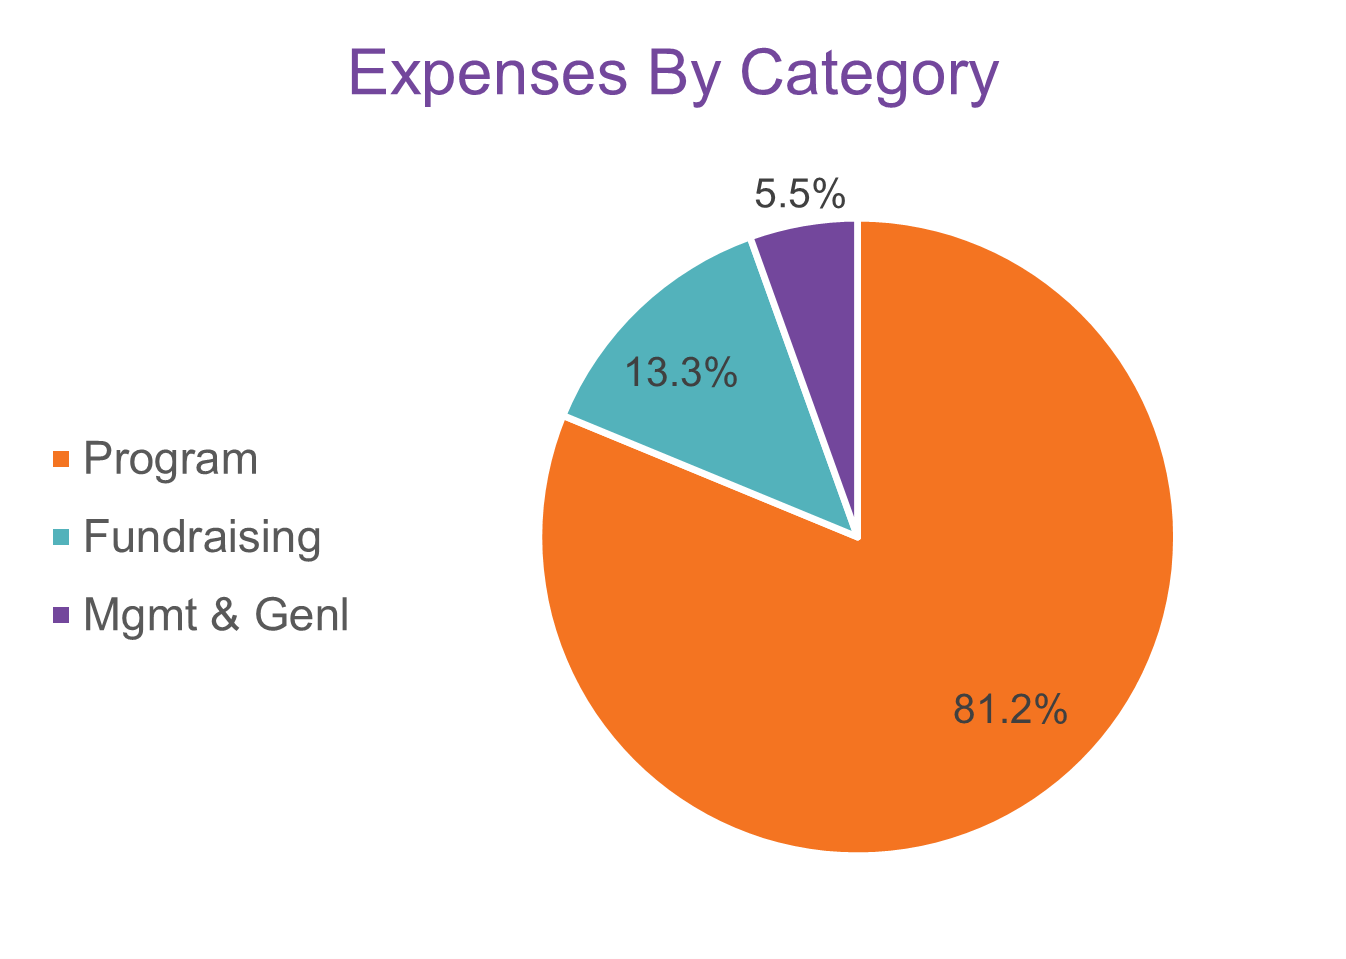 Expenses By Category
5.5%
13.3%
Program
Fundraising
Mgmt & Genl
81.2%